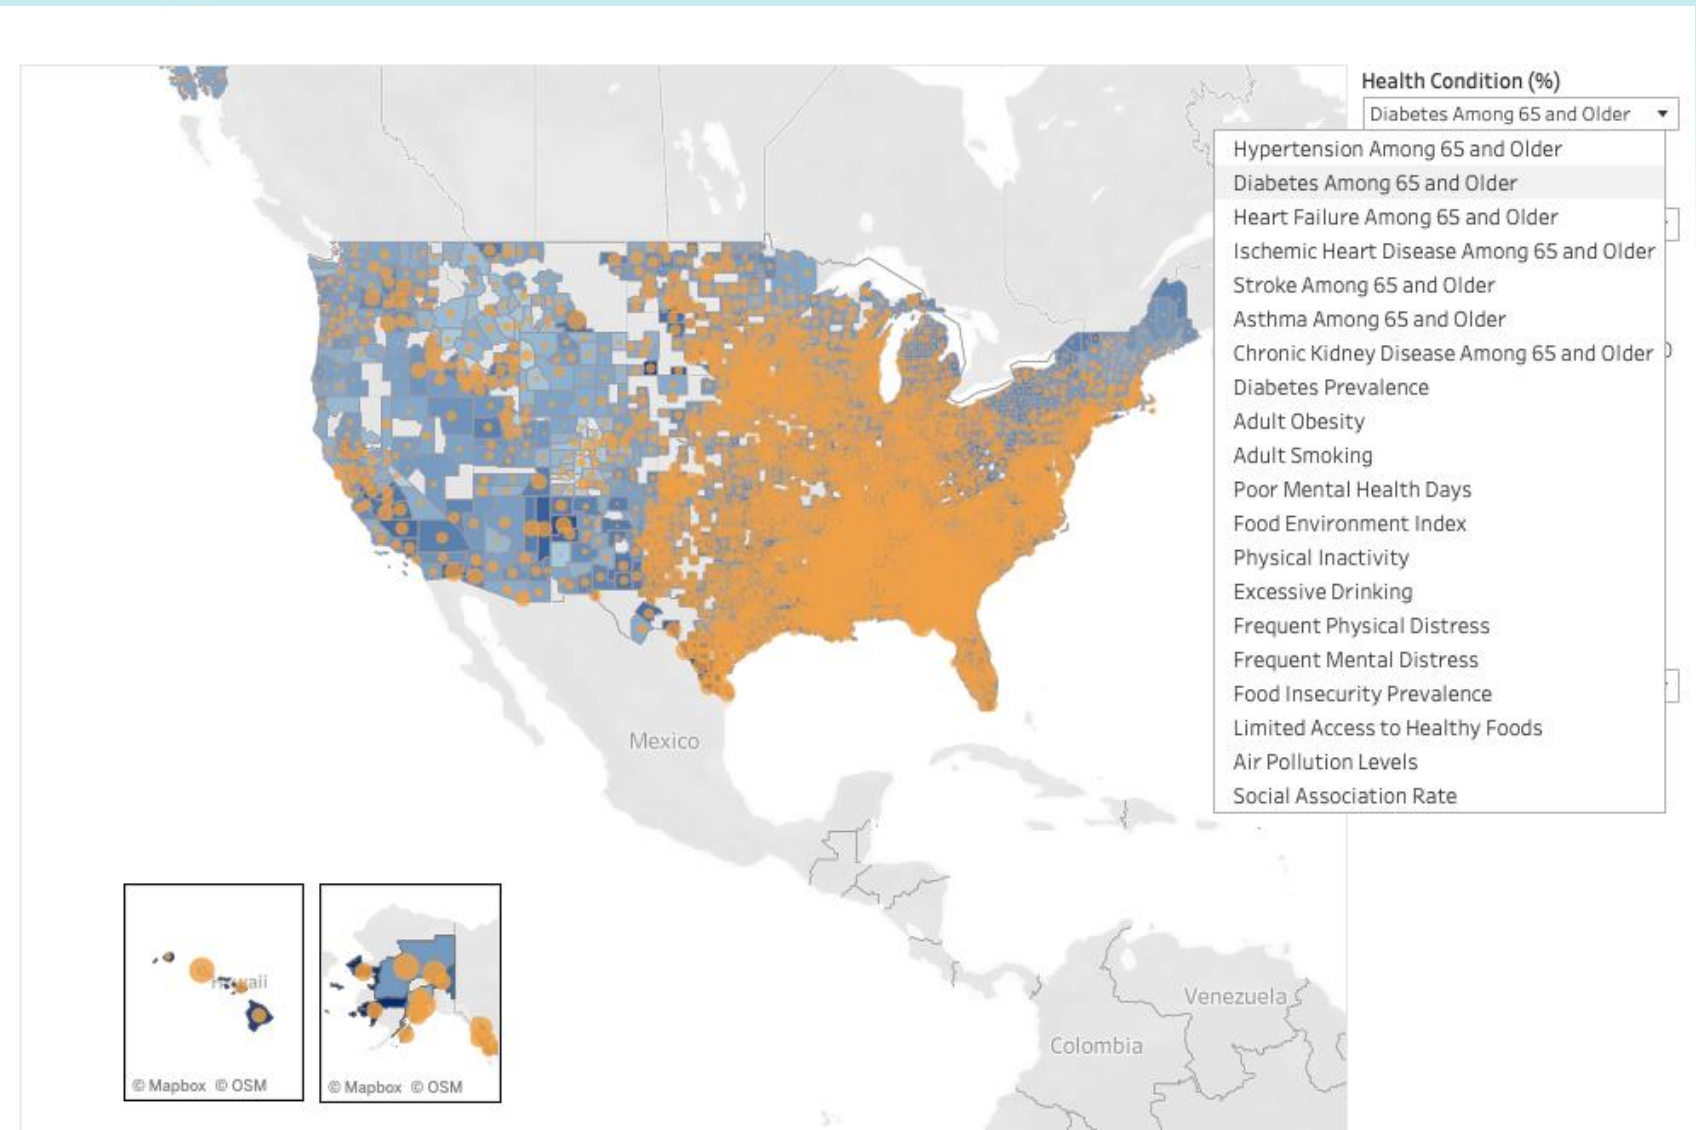 Health Condition (%)
Diabetes Among 65 and Older
Hypertension Among 65 and Older
Diabetes Among 65 and Older
Heart Failure Among 65 and Older
Ischemic Heart Disease Among 65 and Older
Stroke Among 65 and Older
Asthma Among 65 and Older
Chronic Kidney Disease Among 65 and Older
Diabetes Prevalence
Adult Obesity
Adult Smoking
Poor Mental Health Days
Food Environment Index
Physical Inactivity
Excessive Drinking
Frequent Physical Distress
Frequent Mental Distress
Food Insecurity Prevalence
Limited Access to Healthy Foods
Air Pollution Levels
Social Association Rate
Mexico
Venezuela
Colombia
Hawaii
© Mapbox © OSM
© Mapbox © OSM